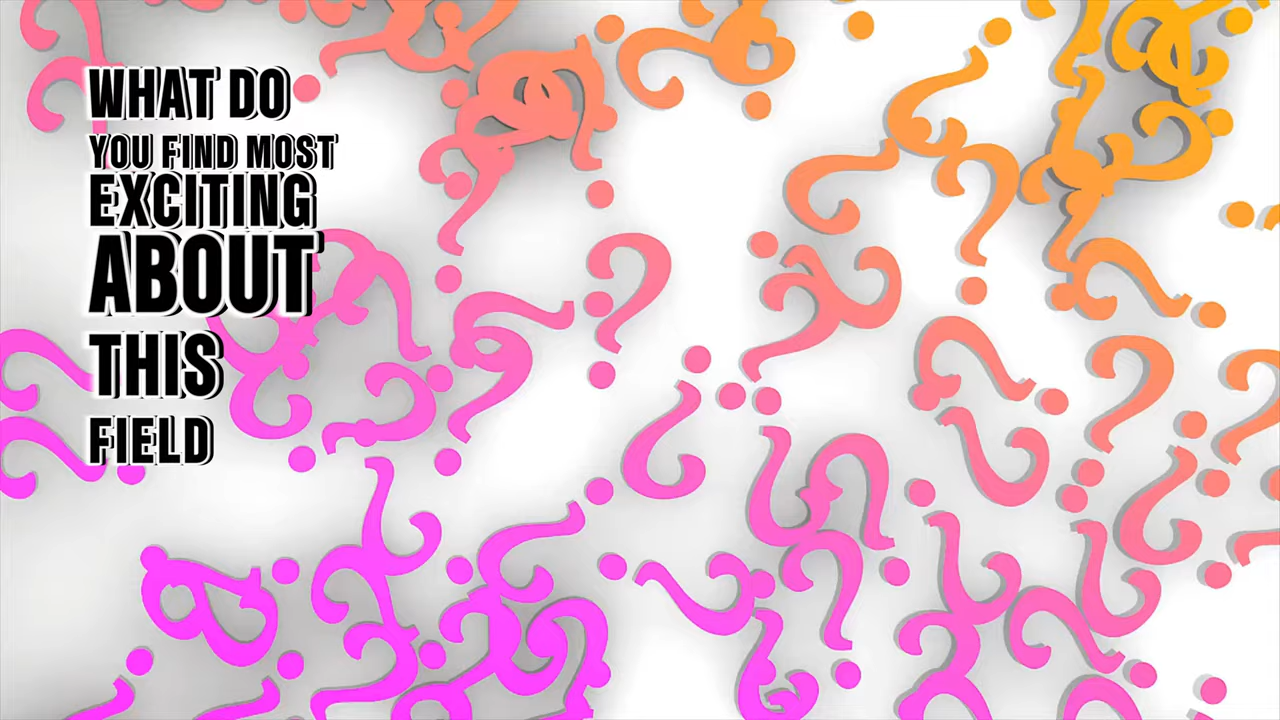 WHAT DO
YOU FIND MOST
EXCITING
ABOUT
THIS
FIELD